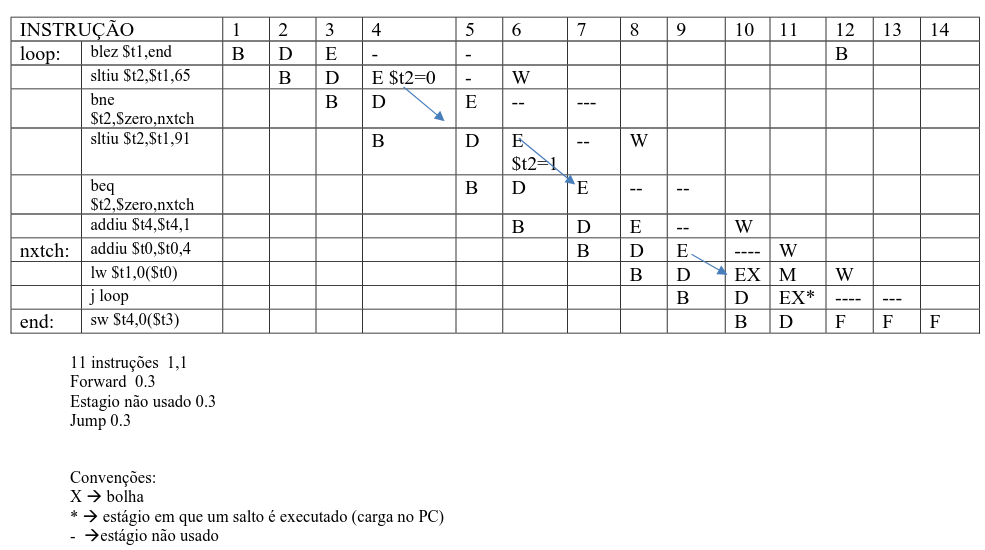 INSTRUÇÃO 1 2 3 4 5 6 7 8 9 10 11 12 13 14
loop: blez $t1,end B D E - - B
sltiu $t2,$t1,65 B D E $t2=0 - W
bne
$t2,$zero,nxtch B D E -- ---
sltiu $t2,$t1,91 B D E
$t2=1 -- W
beq
$t2,$zero,nxtch B D E -- --
addiu $t4,$t4,1 B D E -- W
nxtch: addiu $t0,$t0,4 B D E ---- W
lw $t1,0($t0) B D EX M W
j loop B D EX* ---- ---
end: sw $t4,0($t3) B D F F F
11 instruções 1,1
Forward 0.3
Estagio não usado 0.3
Jump 0.3
Convenções:
X → bolha
* → estágio em que um salto é executado (carga no PC)
- →estágio não usado